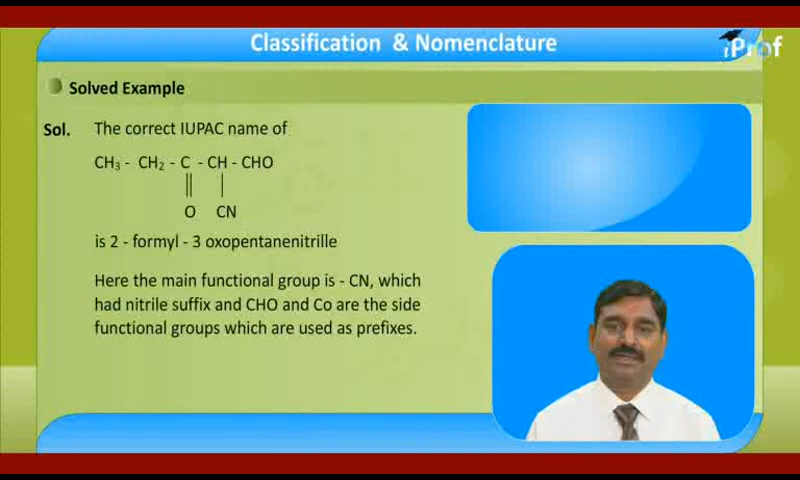 Classification & Nomenclature
iProf
Solved Example
Sol. The correct IUPAC name of
CH₃ - CH₂ - C - CH - CHO
|| |
O CN
is 2 - formyl - 3 oxopentanenitrille
Here the main functional group is - CN, which
had nitrile suffix and CHO and Co are the side
functional groups which are used as prefixes.